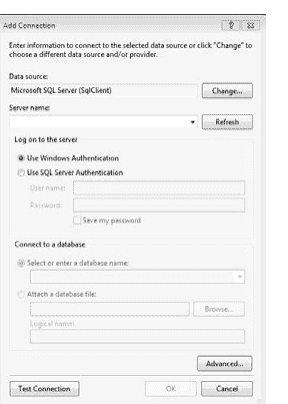 Add Connection
Enter information to connect to the selected data source or click "Change" to
choose a different data source and/or provider.
Data source:
Microsoft SQL Server (SqlClient)
Change...
Server name:
Refresh
Log on to the server
Use Windows Authentication
Use SQL Server Authentication
User name:
Password:
Save my password
Connect to a database
Select or enter a database name:
Attach a database file:
Browse...
Logical name:
Advanced...
Test Connection
OK
Cancel